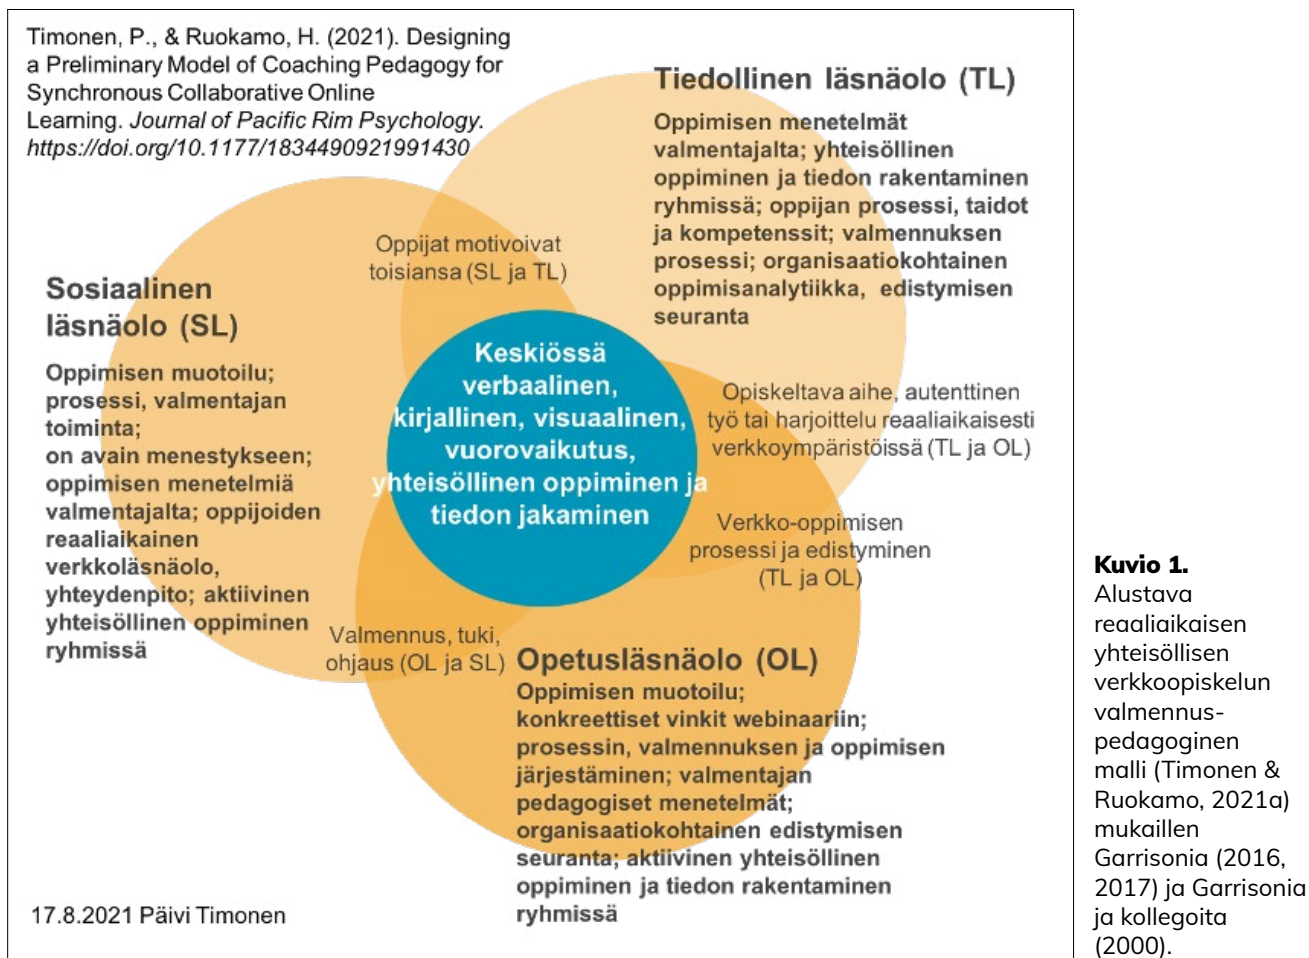 Timonen, P., & Ruokamo, H. (2021). Designing
a Preliminary Model of Coaching Pedagogy for
Synchronous Collaborative Online
Learning. Journal of Pacific Rim Psychology.
https://doi.org/10.1177/1834490921991430
Tiedollinen läsnäolo (TL)
Oppimisen menetelmät
valmentajalta; yhteisöllinen
oppiminen ja tiedon rakentaminen
ryhmissä; oppijan prosessi, taidot
ja kompetenssit; valmennuksen
prosessi; organisaatiokohtainen
oppimisanalytiikka, edistymisen
seuranta
Oppijat motivoivat
toisiansa (SL ja TL)
Sosiaalinen
läsnäolo (SL)
Oppimisen muotoilu;
prosessi, valmentajan
toiminta;
on avain menestykseen;
oppimisen menetelmiä
valmentajalta; oppijoiden
reaaliaikainen
verkkoläsnäolo,
yhteydenpito; aktiivinen
yhteisöllinen oppiminen
ryhmissä
Keskiössä
verbaalinen,
kirjallinen, visuaalinen,
vuorovaikutus,
yhteisöllinen oppiminen ja
tiedon jakaminen
Opiskeltava aihe, autenttinen
työ tai harjoittelu reaaliaikaisesti
verkkoympäristöissä (TL ja OL)
Verkko-oppimisen
prosessi ja edistyminen
(TL ja OL)
Valmennus, tuki,
ohjaus (OL ja SL)
Opetusläsnäolo (OL)
Oppimisen muotoilu;
konkreettiset vinkit webinaariin;
prosessin, valmennuksen ja oppimisen
järjestäminen; valmentajan
pedagogiset menetelmät;
organisaatiokohtainen edistymisen
seuranta; aktiivinen yhteisöllinen
oppiminen ja tiedon rakentaminen
ryhmissä
17.8.2021 Päivi Timonen
Kuvio 1.
Alustava
reaaliaikaisen
yhteisöllisen
verkkoopiskelun
valmennus-
pedagoginen
malli (Timonen &
Ruokamo, 2021a)
mukaillen
Garrisonia (2016,
2017) ja Garrisonia
ja kollegoita
(2000).